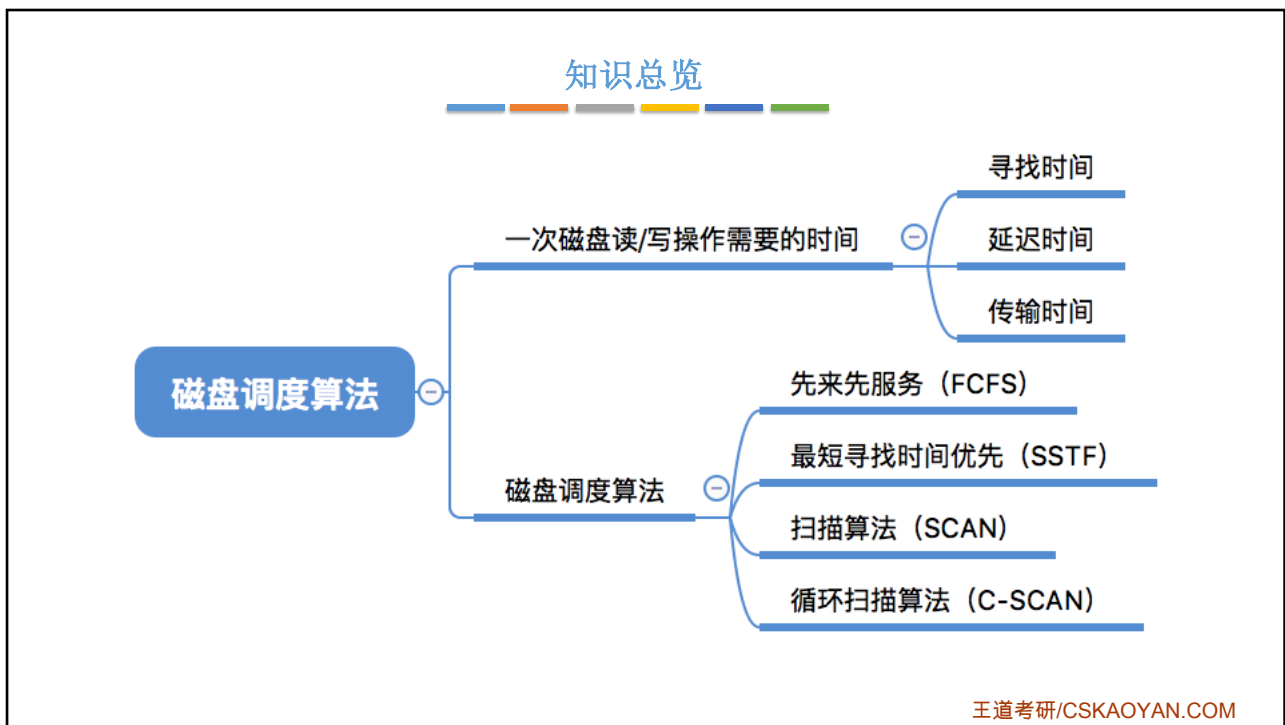 知识总览
寻找时间
一次磁盘读/写操作需要的时间
延迟时间
传输时间
磁盘调度算法
先来先服务（FCFS）
最短寻找时间优先（SSTF）
磁盘调度算法
扫描算法（SCAN）
循环扫描算法（C-SCAN）
王道考研/CSKAOYAN.COM